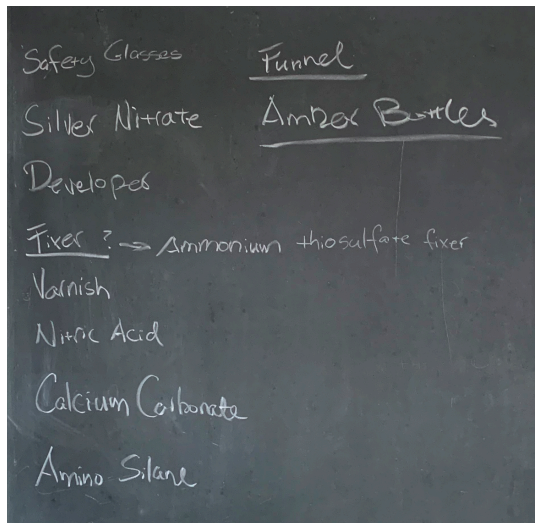 Safety Glasses
Silver Nitrate
Developer
Fixer ? → Ammonium thiosulfate fixer
Varnish
Nitric Acid
Calcium Carbonate
Amino Silane
Funnel
Amber Bottles